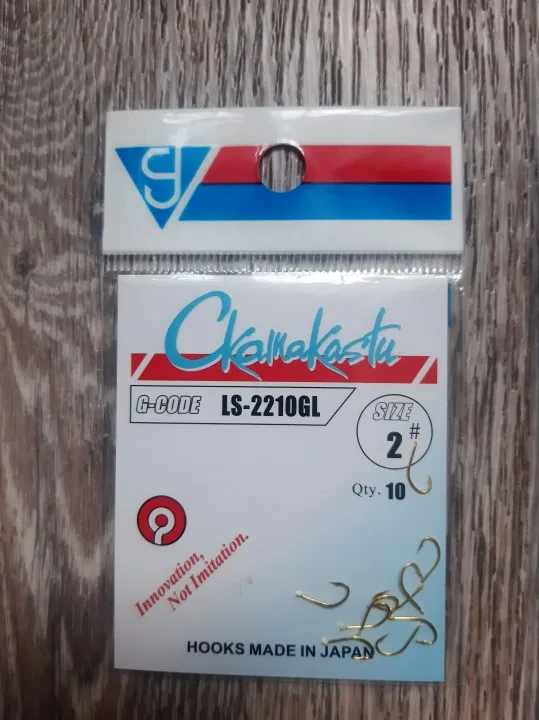 Ckamakastu
G-CODE LS-2210GL
SIZE
2#
Qty. 10
Innovation,
Not Imitation.
HOOKS MADE IN JAPAN